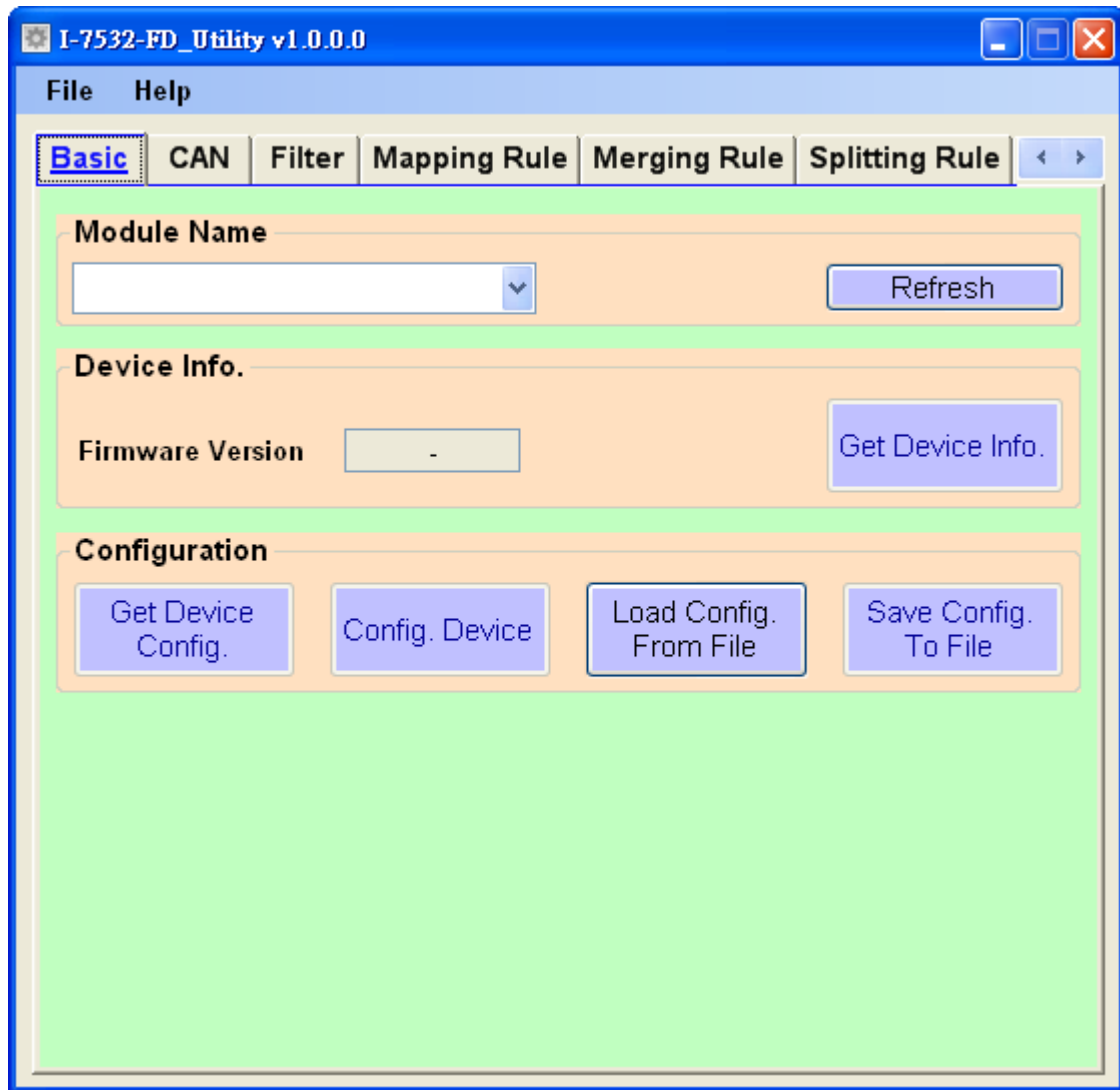 I-7532-FD_Utility v1.0.0.0
File Help
Basic CAN Filter Mapping Rule Merging Rule Splitting Rule
Module Name
Refresh
Device Info.
Firmware Version - Get Device Info.
Configuration
Get Device
Config.
Config. Device
Load Config.
From File
Save Config.
To File